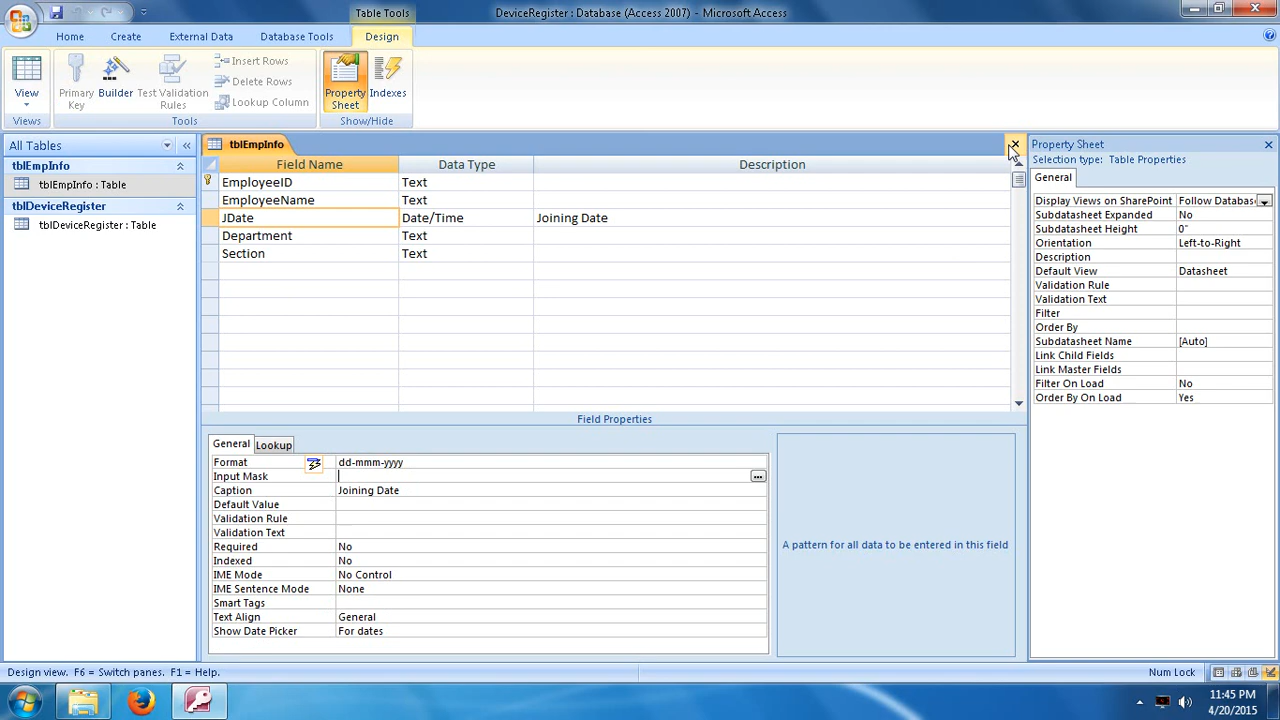 Table Tools
DeviceRegister : Database (Access 2007) - Microsoft Access
Home
Create
External Data
Database Tools
Design
View
Views
Primary Key
Builder
Test Validation Rules
Insert Rows
Delete Rows
Lookup Column
Tools
Property Sheet
Indexes
Show/Hide
All Tables
tblEmpInfo
tblEmpInfo : Table
tblDeviceRegister
tblDeviceRegister : Table
tblEmpInfo
Field Name Data Type Description
EmployeeID Text
EmployeeName Text
JDate Date/Time Joining Date
Department Text
Section Text
Field Properties
General Lookup
Format dd-mmm-yyyy
Input Mask
Caption Joining Date
Default Value
Validation Rule
Validation Text
Required No
Indexed No
IME Mode No Control
IME Sentence Mode None
Smart Tags
Text Align General
Show Date Picker For dates
A pattern for all data to be entered in this field
Property Sheet
Selection type: Table Properties
General
Display Views on SharePoint Follow Databas
Subdatasheet Expanded No
Subdatasheet Height 0"
Orientation Left-to-Right
Description
Default View Datasheet
Validation Rule
Validation Text
Filter
Order By
Subdatasheet Name [Auto]
Link Child Fields
Link Master Fields
Filter On Load No
Order By On Load Yes
Design view. F6 = Switch panes. F1 = Help.
Num Lock
11:45 PM
4/20/2015